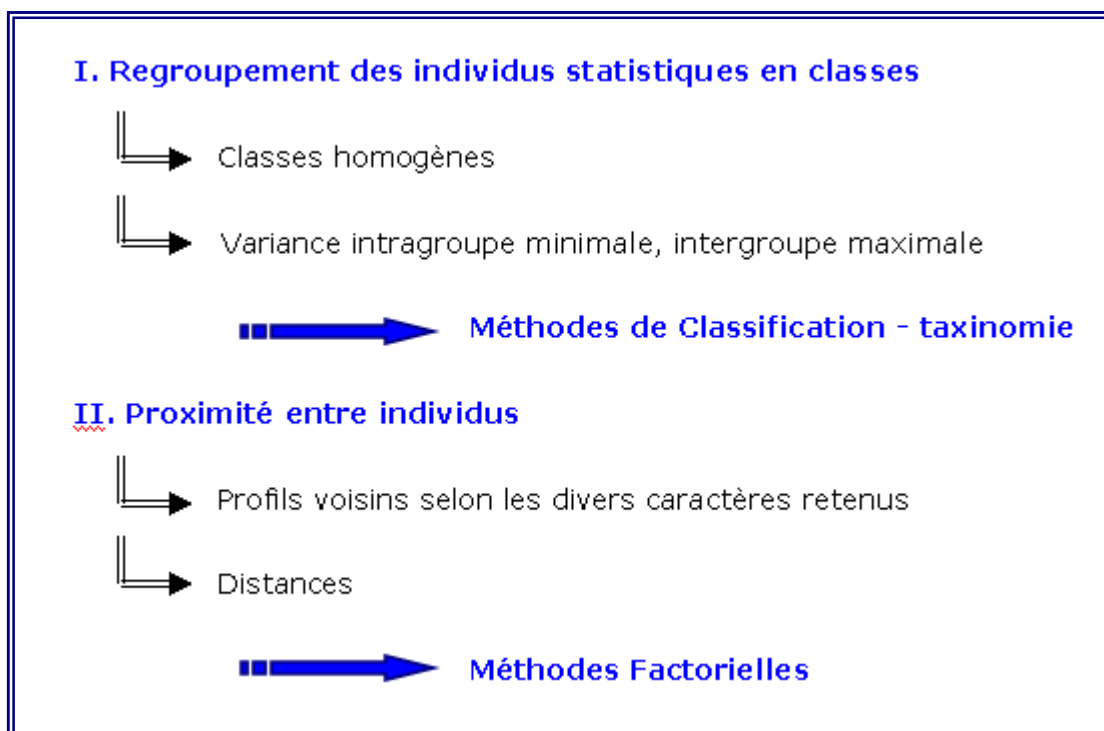 I. Regroupement des individus statistiques en classes
Classes homogènes
Variance intragroupe minimale, intergroupe maximale
Méthodes de Classification - taxinomie
II. Proximité entre individus
Profils voisins selon les divers caractères retenus
Distances
Méthodes Factorielles